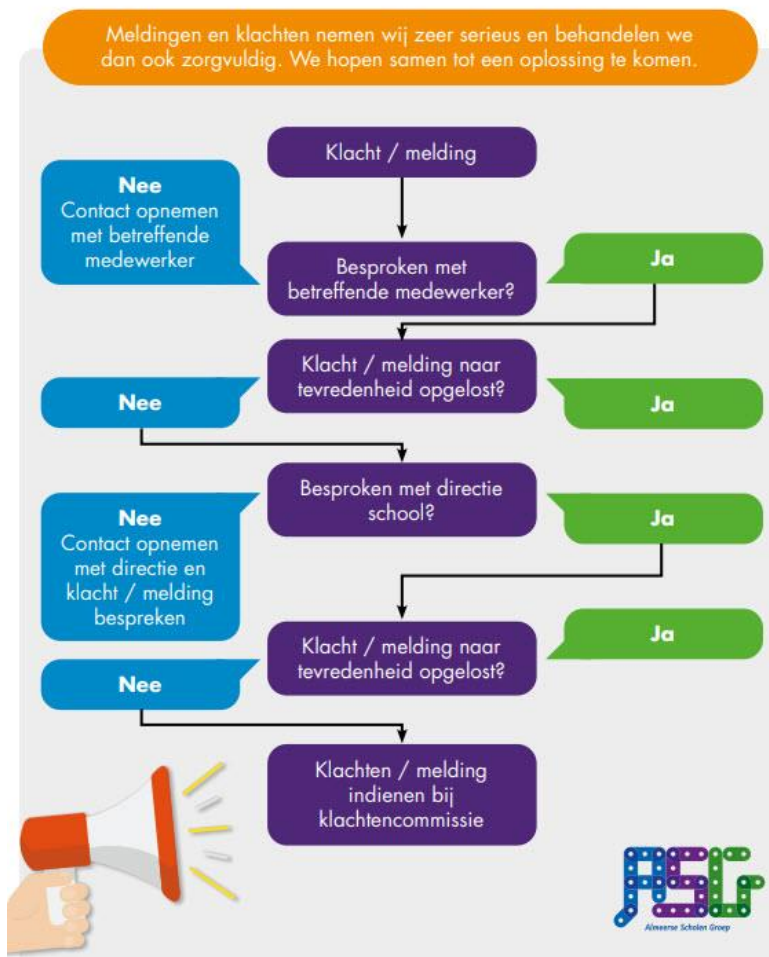 Meldingen en klachten nemen wij zeer serieus en behandelen we
dan ook zorgvuldig. We hopen samen tot een oplossing te komen.
Klacht / melding
Nee
Contact opnemen
met betreffende
medewerker
Besproken met
betreffende medewerker?
Ja
Klacht / melding naar
tevredenheid opgelost?
Nee
Ja
Besproken met directie
school?
Nee
Contact opnemen
met directie en
klacht / melding
bespreken
Ja
Klacht / melding naar
tevredenheid opgelost?
Ja
Nee
Klachten / melding
indienen bij
klachtencommissie
ASG
Almeerse Scholen Groep